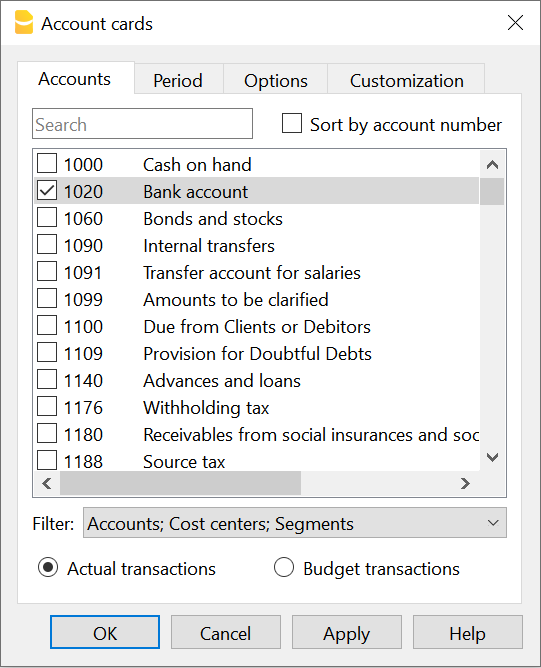 Account cards
Accounts Period Options Customization
Search Sort by account number
1000 Cash on hand
1020 Bank account
1060 Bonds and stocks
1090 Internal transfers
1091 Transfer account for salaries
1099 Amounts to be clarified
1100 Due from Clients or Debitors
1109 Provision for Doubtful Debts
1140 Advances and loans
1176 Withholding tax
1180 Receivables from social insurances and soc
1188 Source tax
Filter: Accounts; Cost centers; Segments
Actual transactions Budget transactions
OK Cancel Apply Help